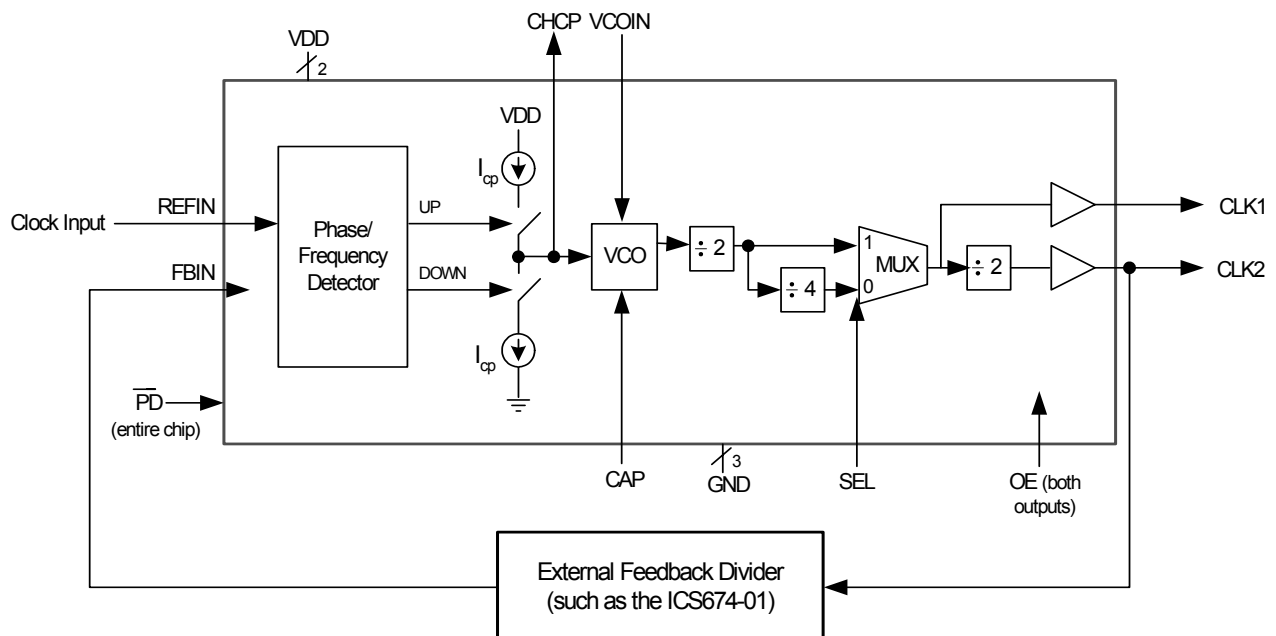 CHCP VCOIN
VDD
2
VDD
Icp
REFIN
Clock Input
UP
Phase/
Frequency
Detector
CLK1
1
÷ 2
VCO
MUX
FBIN
DOWN
÷ 2
CLK2
÷ 4
0
Icp
PD
(entire chip)
3
CAP
GND
SEL
OE (both
outputs)
External Feedback Divider
(such as the ICS674-01)